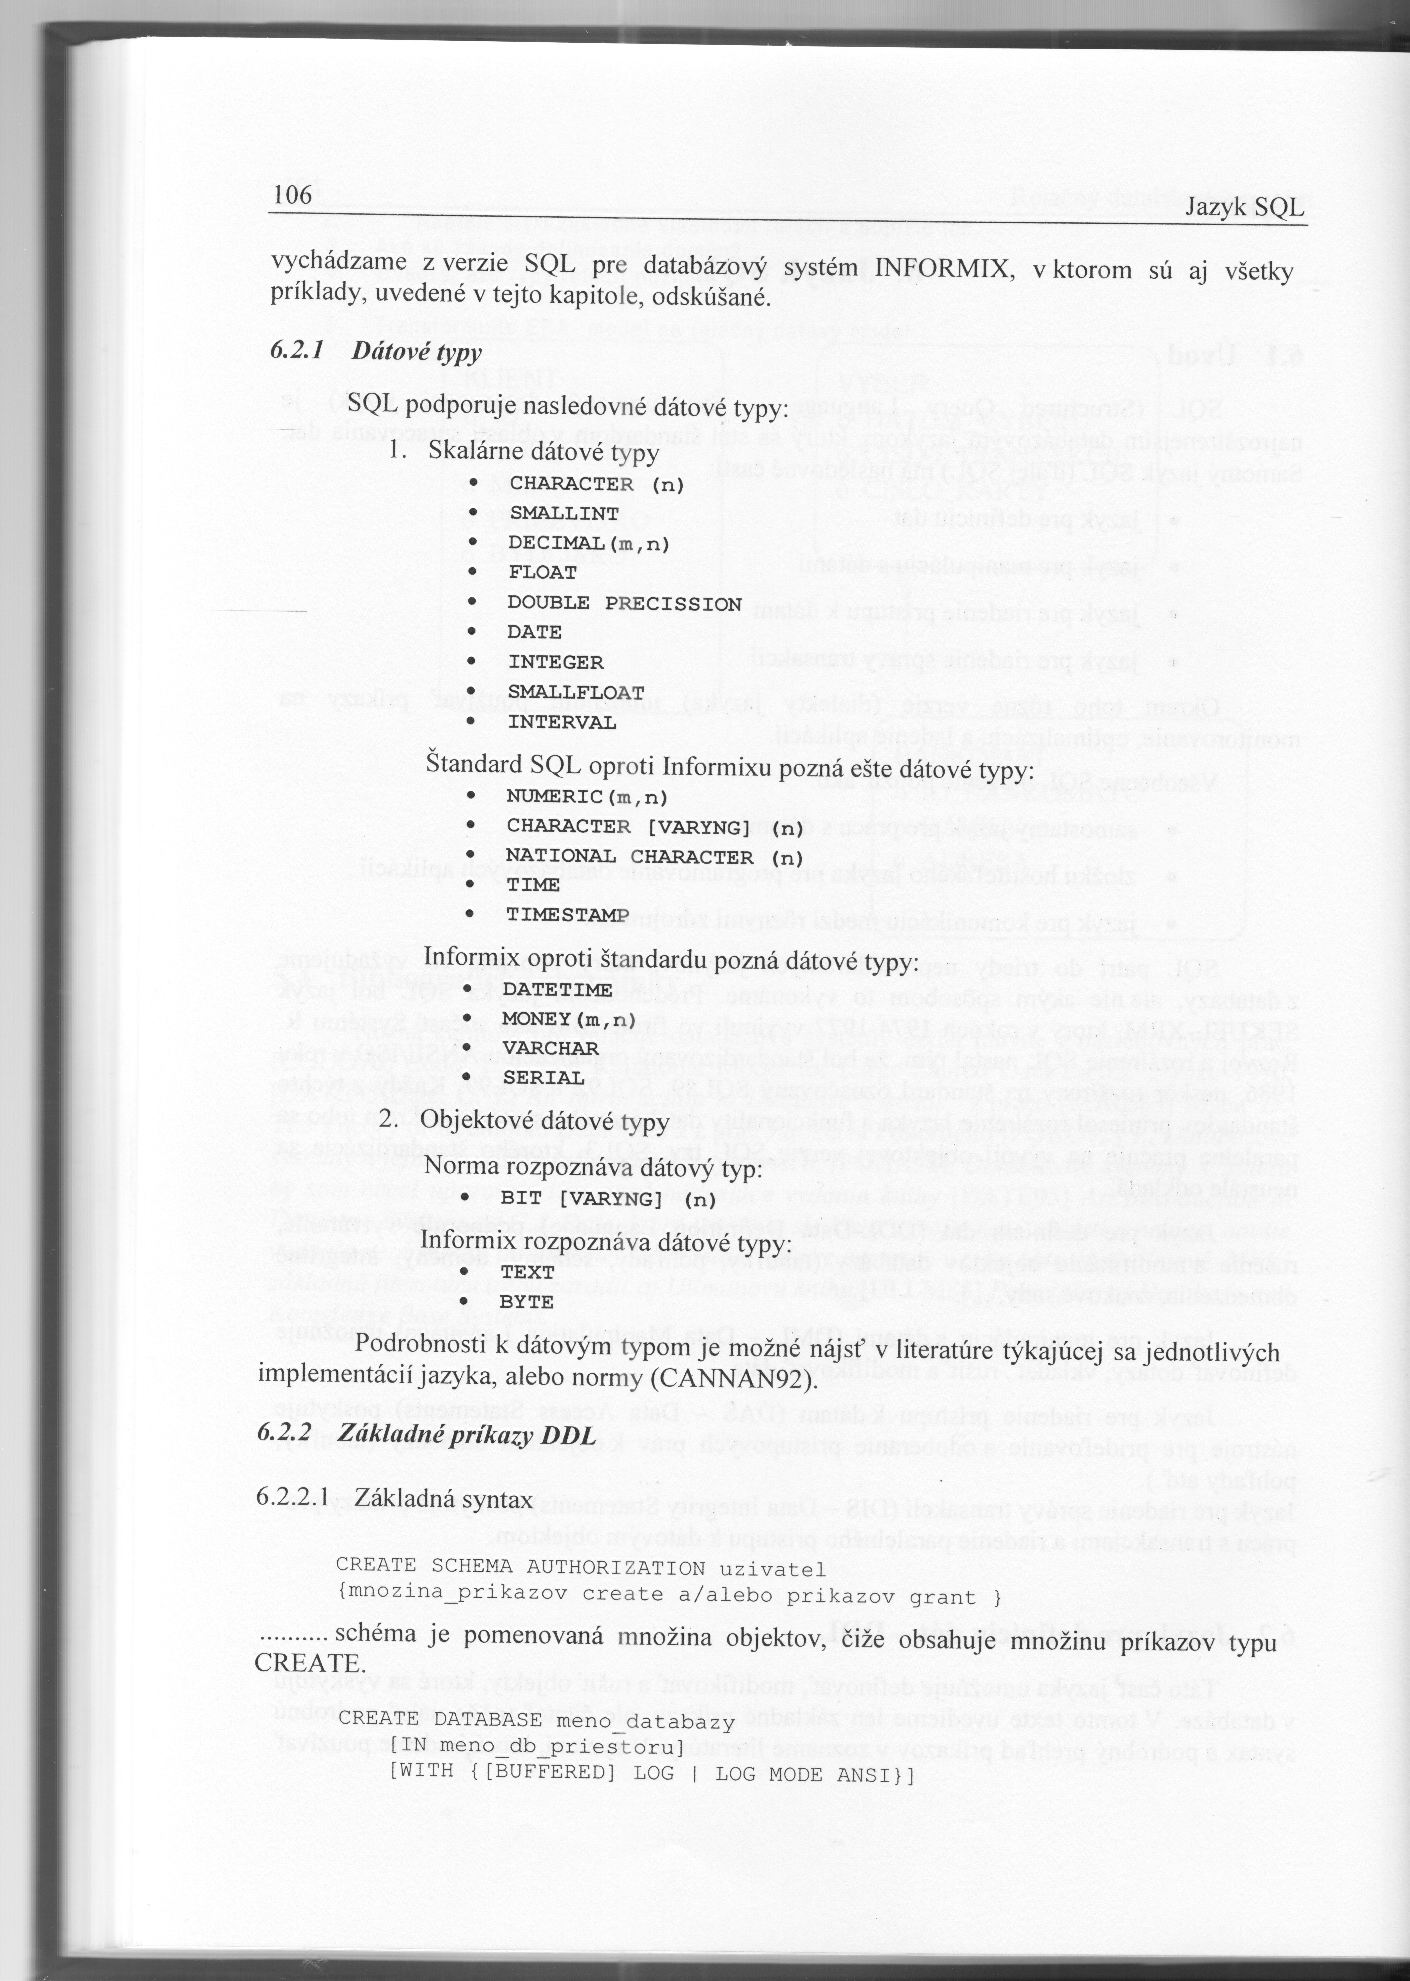 106
Jazyk SQL
vychádzame z verzie SQL pre databázový systém INFORMIX, v ktorom sú aj všetky
príklady, uvedené v tejto kapitole, odskúšané.
6.2.1 Dátové typy
SQL podporuje nasledovné dátové typy:
1. Skalárne dátové typy
• CHARACTER (n)
• SMALLINT
• DECIMAL(m,n)
• FLOAT
• DOUBLE PRECISSION
• DATE
• INTEGER
• SMALLFLOAT
• INTERVAL
Štandard SQL oproti Informixu pozná ešte dátové typy:
• NUMERIC(m,n)
• CHARACTER [VARYNG] (n)
• NATIONAL CHARACTER (n)
• TIME
• TIMESTAMP
Informix oproti štandardu pozná dátové typy:
• DATETIME
• MONEY(m,n)
• VARCHAR
• SERIAL
2. Objektové dátové typy
Norma rozpoznáva dátový typ:
• BIT [VARYNG] (n)
Informix rozpoznáva dátové typy:
• TEXT
• BYTE
Podrobnosti k dátovým typom je možné nájsť v literatúre týkajúcej sa jednotlivých
implementácií jazyka, alebo normy (CANNAN92).
6.2.2 Základné príkazy DDL
6.2.2.1 Základná syntax
CREATE SCHEMA AUTHORIZATION uzivatel
{mnozina_prikazov create a/alebo prikazov grant }
.......... schéma je pomenovaná množina objektov, čiže obsahuje množinu príkazov typu
CREATE.
CREATE DATABASE meno_databazy
[IN meno_db_priestoru]
[WITH {[BUFFERED] LOG | LOG MODE ANSI}]